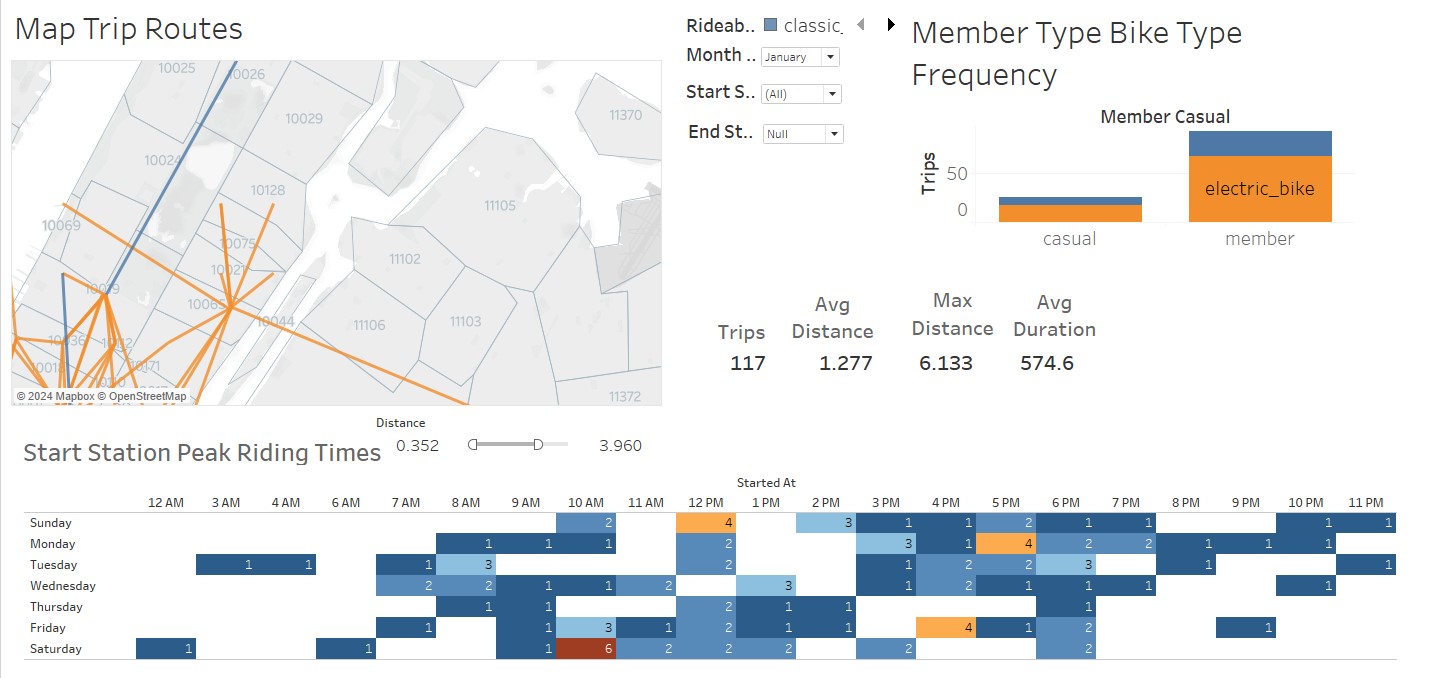 Map Trip Routes
10025
10026
10029
11370
10024
10128
11105
10069
10075
11102
10021
10019
10065
10044
11106
11103
10036
10112
10171
10018
10110
11372
© 2024 Mapbox © OpenStreetMap
Rideab.. classic_
Month .. January
Start S.. (All)
End St.. Null
Member Type Bike Type
Frequency
Member Casual
Trips
50
0
electric_bike
casual member
Trips Avg Distance Max Distance Avg Duration
117 1.277 6.133 574.6
Distance
0.352 3.960
Start Station Peak Riding Times
Started At
12 AM 3 AM 4 AM 6 AM 7 AM 8 AM 9 AM 10 AM 11 AM 12 PM 1 PM 2 PM 3 PM 4 PM 5 PM 6 PM 7 PM 8 PM 9 PM 10 PM 11 PM
Sunday 2 4 3 1 1 2 1 1 1 1
Monday 1 1 1 2 3 1 4 2 2 1 1 1
Tuesday 1 1 1 3 2 1 2 2 3 1 1
Wednesday 2 2 1 1 2 3 1 2 1 1 1 1
Thursday 1 1 2 1 1 1
Friday 1 1 3 1 2 1 1 4 1 2 1
Saturday 1 1 1 6 2 2 2 2 2